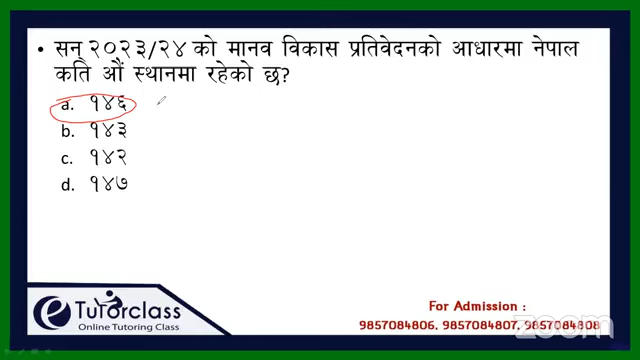 • सन् २०२३/२४ को मानव विकास प्रतिवेदनको आधारमा नेपाल
कति औं स्थानमा रहेको छ?
a. १४६
b. १४३
c. १४२
d. १४७
e Tutorclass
Online Tutoring Class
For Admission :
9857084806, 9857084807, 9857084808
zoom